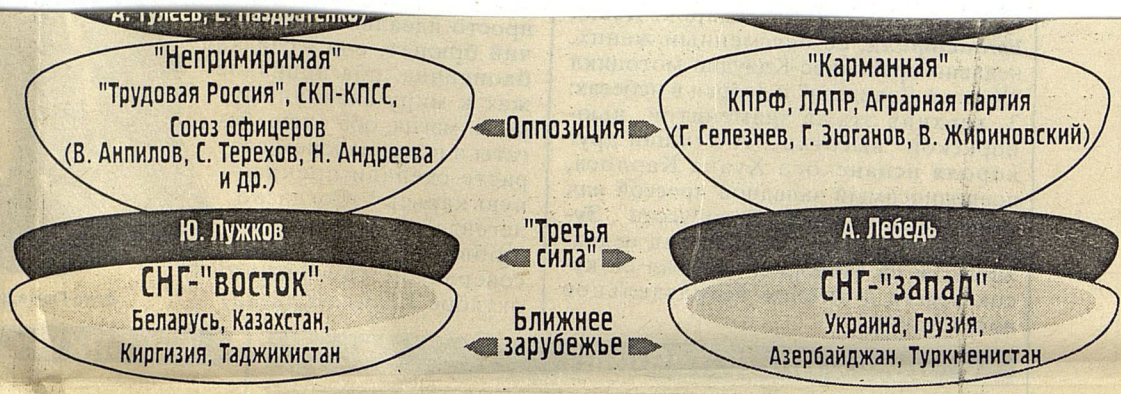 А. Тулеев, Е. Наздратенко)
"Непримиримая"
"Трудовая Россия", СКП-КПСС,
Союз офицеров
(В. Анпилов, С. Терехов, Н. Андреева
и др.)
Оппозиция
"Карманная"
КПРФ, ЛДПР, Аграрная партия
(Г. Селезнев, Г. Зюганов, В. Жириновский)
Ю. Лужков
"Третья
сила"
А. Лебедь
СНГ-"восток"
Беларусь, Казахстан,
Киргизия, Таджикистан
Ближнее
зарубежье
СНГ-"запад"
Украина, Грузия,
Азербайджан, Туркменистан